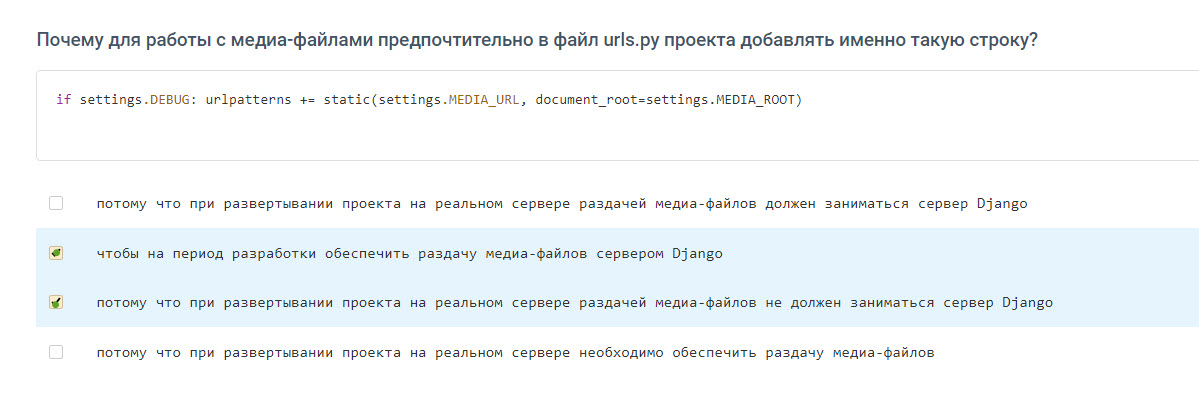 Почему для работы с медиа-файлами предпочтительно в файл urls.py проекта добавлять именно такую строку?
if settings.DEBUG: urlpatterns += static(settings.MEDIA_URL, document_root=settings.MEDIA_ROOT)
потому что при развертывании проекта на реальном сервере раздачей медиа-файлов должен заниматься сервер Django
чтобы на период разработки обеспечить раздачу медиа-файлов сервером Django
потому что при развертывании проекта на реальном сервере раздачей медиа-файлов не должен заниматься сервер Django
потому что при развертывании проекта на реальном сервере необходимо обеспечить раздачу медиа-файлов